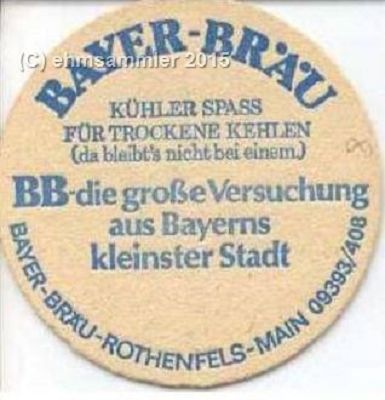 (C) ehmsammler 2015
BAYER-BRÄU
KÜHLER SPASS
FÜR TROCKENE KEHLEN
(da bleibt's nicht bei einem.)
BB-die große Versuchung
aus Bayerns
kleinster Stadt
BAYER-BRÄU-ROTHENFELS-MAIN 09393/408